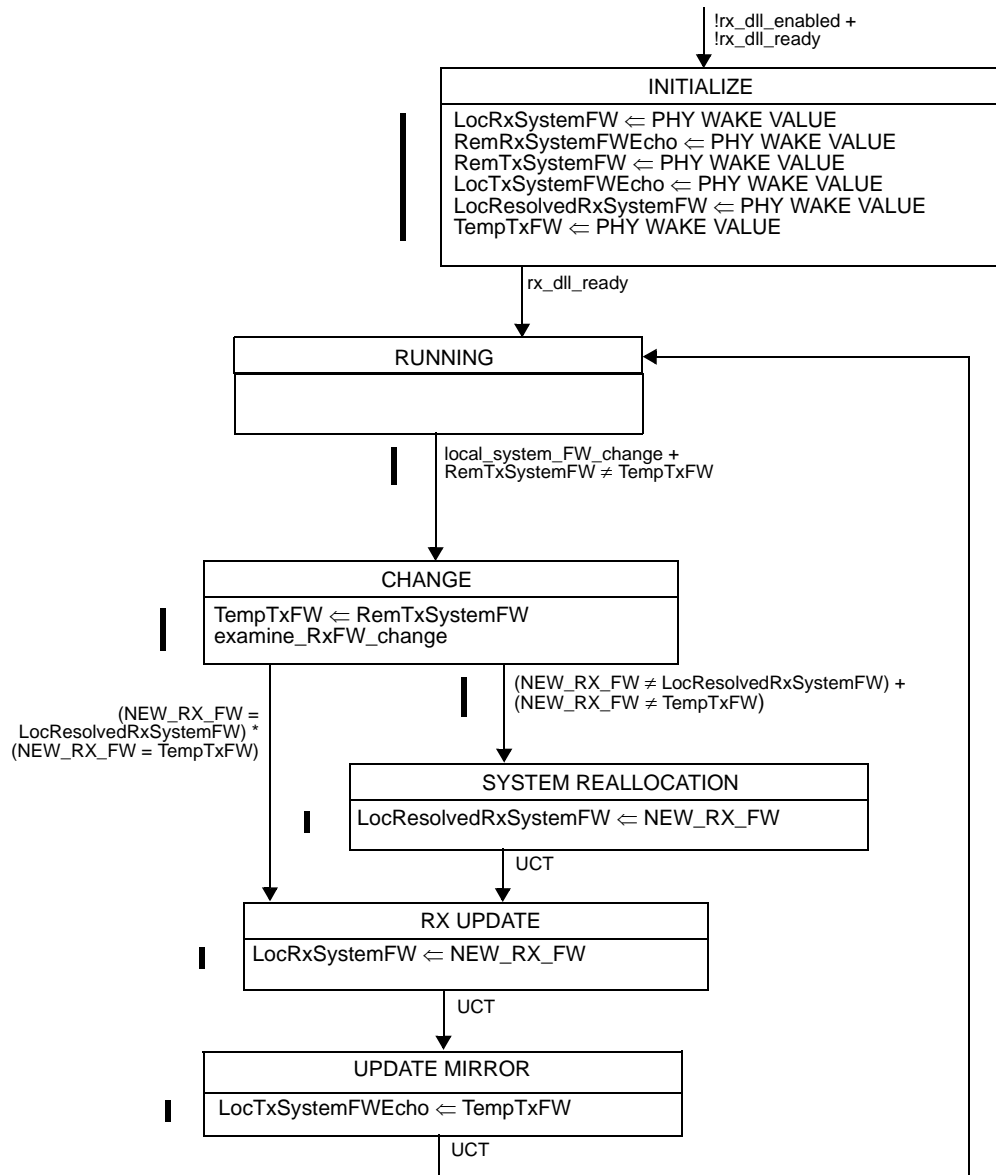 !rx_dll_enabled +
!rx_dll_ready
INITIALIZE
LocRxSystemFW ⇐ PHY WAKE VALUE
RemRxSystemFWEcho ⇐ PHY WAKE VALUE
RemTxSystemFW ⇐ PHY WAKE VALUE
LocTxSystemFWEcho ⇐ PHY WAKE VALUE
LocResolvedRxSystemFW ⇐ PHY WAKE VALUE
TempTxFW ⇐ PHY WAKE VALUE
rx_dll_ready
RUNNING
local_system_FW_change +
RemTxSystemFW ≠ TempTxFW
CHANGE
TempTxFW ⇐ RemTxSystemFW
examine_RxFW_change
(NEW_RX_FW =
LocResolvedRxSystemFW) *
(NEW_RX_FW = TempTxFW)
(NEW_RX_FW ≠ LocResolvedRxSystemFW) +
(NEW_RX_FW ≠ TempTxFW)
SYSTEM REALLOCATION
LocResolvedRxSystemFW ⇐ NEW_RX_FW
UCT
RX UPDATE
LocRxSystemFW ⇐ NEW_RX_FW
UCT
UPDATE MIRROR
LocTxSystemFWEcho ⇐ TempTxFW
UCT